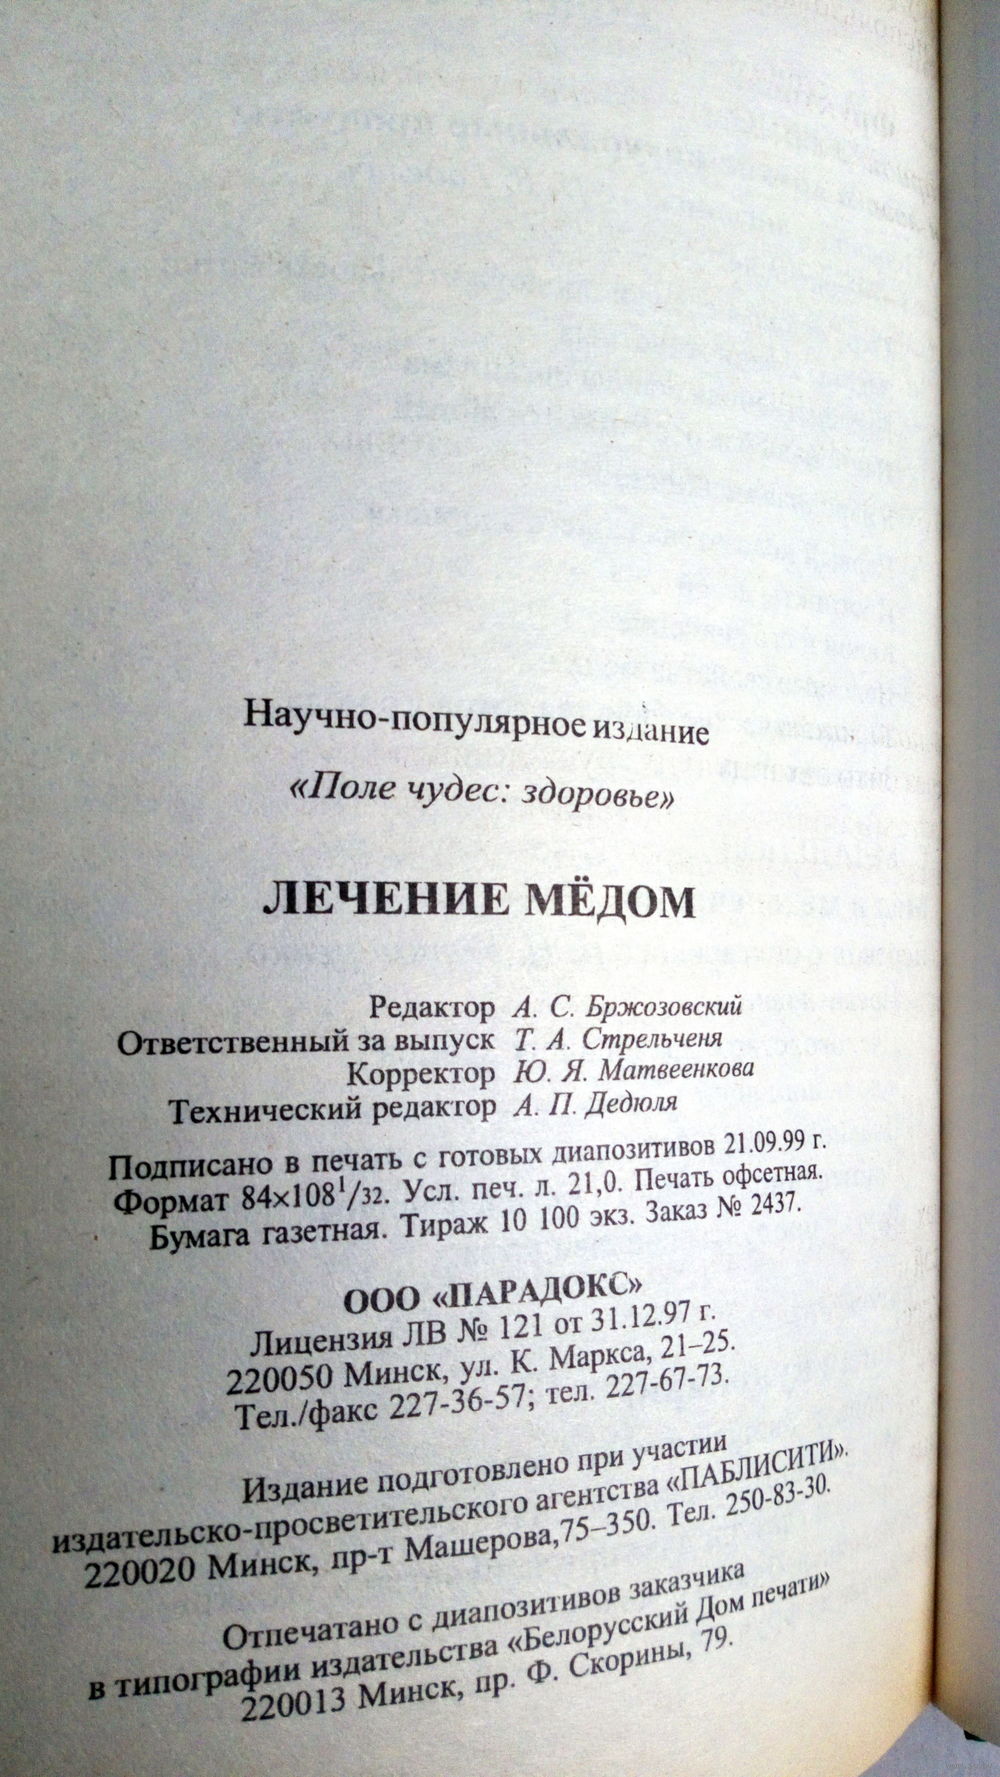 Научно-популярное издание
«Поле чудес: здоровье»
ЛЕЧЕНИЕ МЁДОМ
Редактор А. С. Бржозовский
Ответственный за выпуск Т. А. Стрельченя
Корректор Ю. Я. Матвеенкова
Технический редактор А. П. Дедюля
Подписано в печать с готовых диапозитивов 21.09.99 г.
Формат 84×108 1/32. Усл. печ. л. 21,0. Печать офсетная.
Бумага газетная. Тираж 10 100 экз. Заказ № 2437.
ООО «ПАРАДОКС»
Лицензия ЛВ № 121 от 31.12.97 г.
220050 Минск, ул. К. Маркса, 21–25.
Тел./факс 227-36-57; тел. 227-67-73.
Издание подготовлено при участии
издательско-просветительского агентства «ПАБЛИСИТИ».
220020 Минск, пр-т Машерова,75–350. Тел. 250-83-30.
Отпечатано с диапозитивов заказчика
в типографии издательства «Белорусский Дом печати»
220013 Минск, пр. Ф. Скорины, 79.